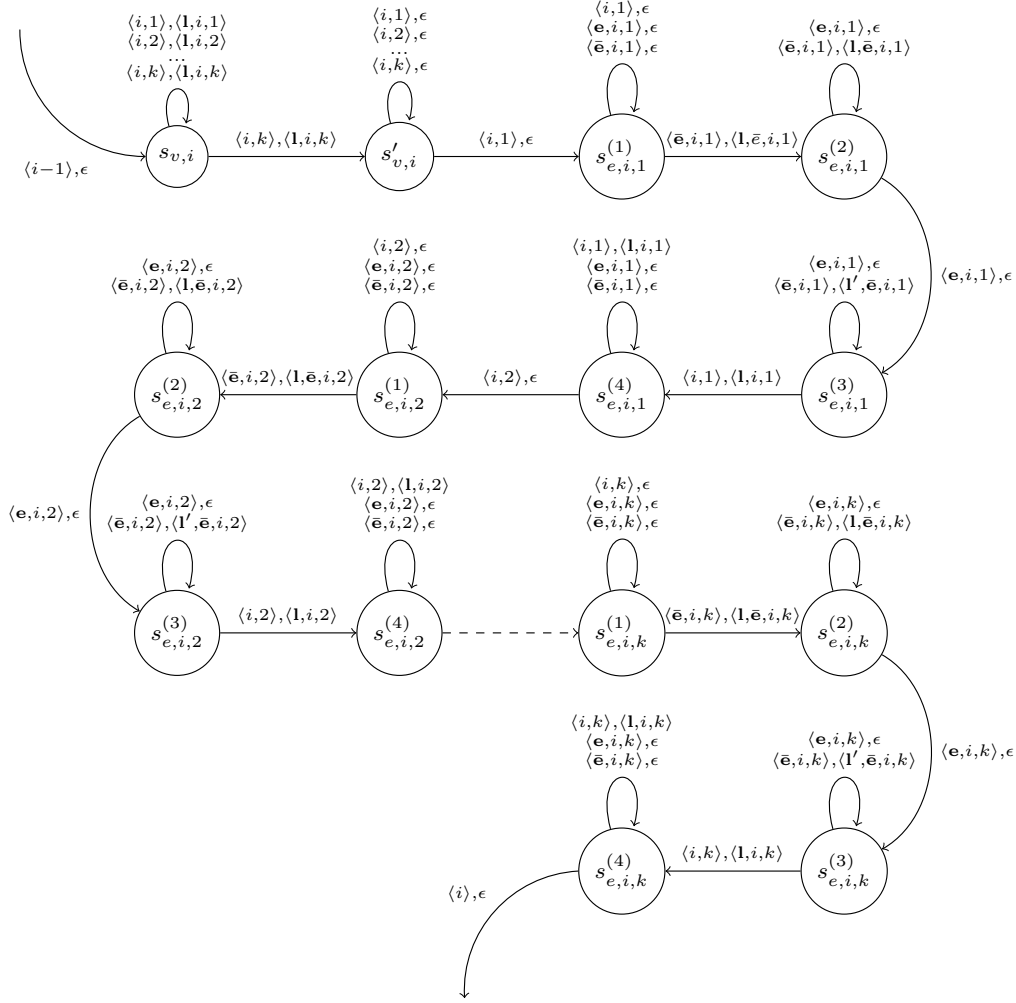 ⟨i,1⟩,⟨l,i,1⟩
⟨i,2⟩,⟨l,i,2⟩
...
⟨i,k⟩,⟨l,i,k⟩
⟨i,1⟩,ϵ
⟨i,2⟩,ϵ
...
⟨i,k⟩,ϵ
⟨i,1⟩,ϵ
⟨𝐞,i,1⟩,ϵ
⟨𝐞̄,i,1⟩,ϵ
⟨𝐞,i,1⟩,ϵ
⟨𝐞̄,i,1⟩,⟨𝐥,𝐞̄,i,1⟩
⟨i−1⟩,ϵ
s_{v,i}
⟨i,k⟩,⟨𝐥,i,k⟩
s′_{v,i}
⟨i,1⟩,ϵ
s^{(1)}_{e,i,1}
⟨𝐞̄,i,1⟩,⟨𝐥,ē,i,1⟩
s^{(2)}_{e,i,1}
⟨𝐞,i,1⟩,ϵ
⟨𝐞,i,2⟩,ϵ
⟨𝐞̄,i,2⟩,⟨𝐥,𝐞̄,i,2⟩
⟨i,2⟩,ϵ
⟨𝐞,i,2⟩,ϵ
⟨𝐞̄,i,2⟩,ϵ
⟨i,1⟩,⟨𝐥,i,1⟩
⟨𝐞,i,1⟩,ϵ
⟨𝐞̄,i,1⟩,ϵ
⟨𝐞,i,1⟩,ϵ
⟨𝐞̄,i,1⟩,⟨𝐥′,𝐞̄,i,1⟩
s^{(2)}_{e,i,2}
⟨𝐞̄,i,2⟩,⟨𝐥,𝐞̄,i,2⟩
s^{(1)}_{e,i,2}
⟨i,2⟩,ϵ
s^{(4)}_{e,i,1}
⟨i,1⟩,⟨𝐥,i,1⟩
s^{(3)}_{e,i,1}
⟨𝐞,i,2⟩,ϵ
⟨𝐞,i,2⟩,ϵ
⟨𝐞̄,i,2⟩,⟨𝐥′,𝐞̄,i,2⟩
⟨i,2⟩,⟨𝐥,i,2⟩
⟨𝐞,i,2⟩,ϵ
⟨𝐞̄,i,2⟩,ϵ
⟨i,k⟩,ϵ
⟨𝐞,i,k⟩,ϵ
⟨𝐞̄,i,k⟩,ϵ
⟨𝐞,i,k⟩,ϵ
⟨𝐞̄,i,k⟩,⟨𝐥,𝐞̄,i,k⟩
s^{(3)}_{e,i,2}
⟨i,2⟩,⟨𝐥,i,2⟩
s^{(4)}_{e,i,2}
s^{(1)}_{e,i,k}
⟨𝐞̄,i,k⟩,⟨𝐥,𝐞̄,i,k⟩
s^{(2)}_{e,i,k}
⟨𝐞,i,k⟩,ϵ
⟨i,k⟩,⟨𝐥,i,k⟩
⟨𝐞,i,k⟩,ϵ
⟨𝐞̄,i,k⟩,ϵ
⟨𝐞,i,k⟩,ϵ
⟨𝐞̄,i,k⟩,⟨𝐥′,𝐞̄,i,k⟩
s^{(4)}_{e,i,k}
⟨i,k⟩,⟨𝐥,i,k⟩
s^{(3)}_{e,i,k}
⟨i⟩,ϵ